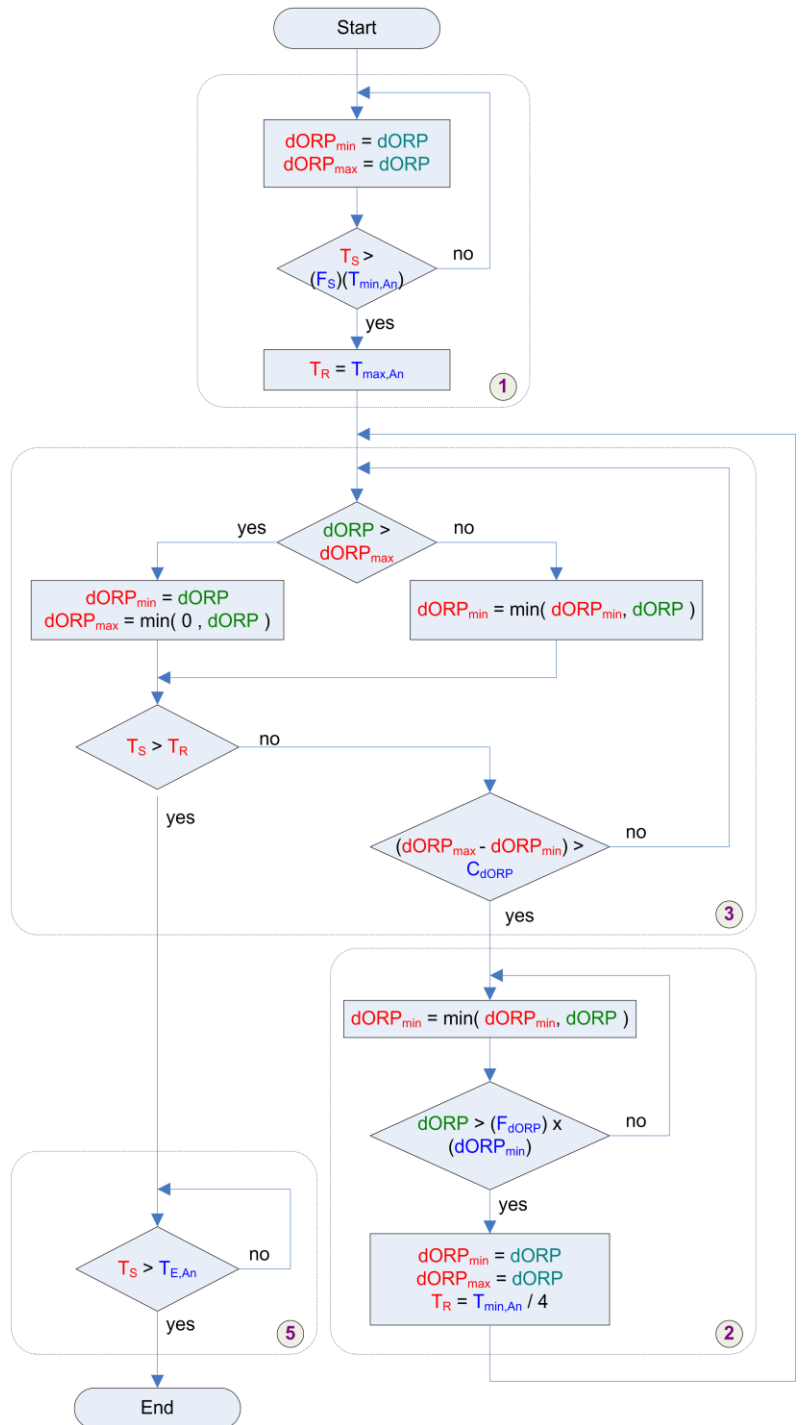 Start
dORPmin = dORP
dORPmax = dORP
TS >
(FS)(Tmin,An)
no
yes
TR = Tmax,An
1
yes
dORP >
dORPmax
no
dORPmin = dORP
dORPmax = min( 0 , dORP )
dORPmin = min( dORPmin, dORP )
TS > TR
no
yes
(dORPmax - dORPmin) >
CdORP
no
yes
3
dORPmin = min( dORPmin, dORP )
dORP > (FdORP) x
(dORPmin)
no
yes
dORPmin = dORP
dORPmax = dORP
TR = Tmin,An / 4
2
TS > TE,An
no
yes
5
End